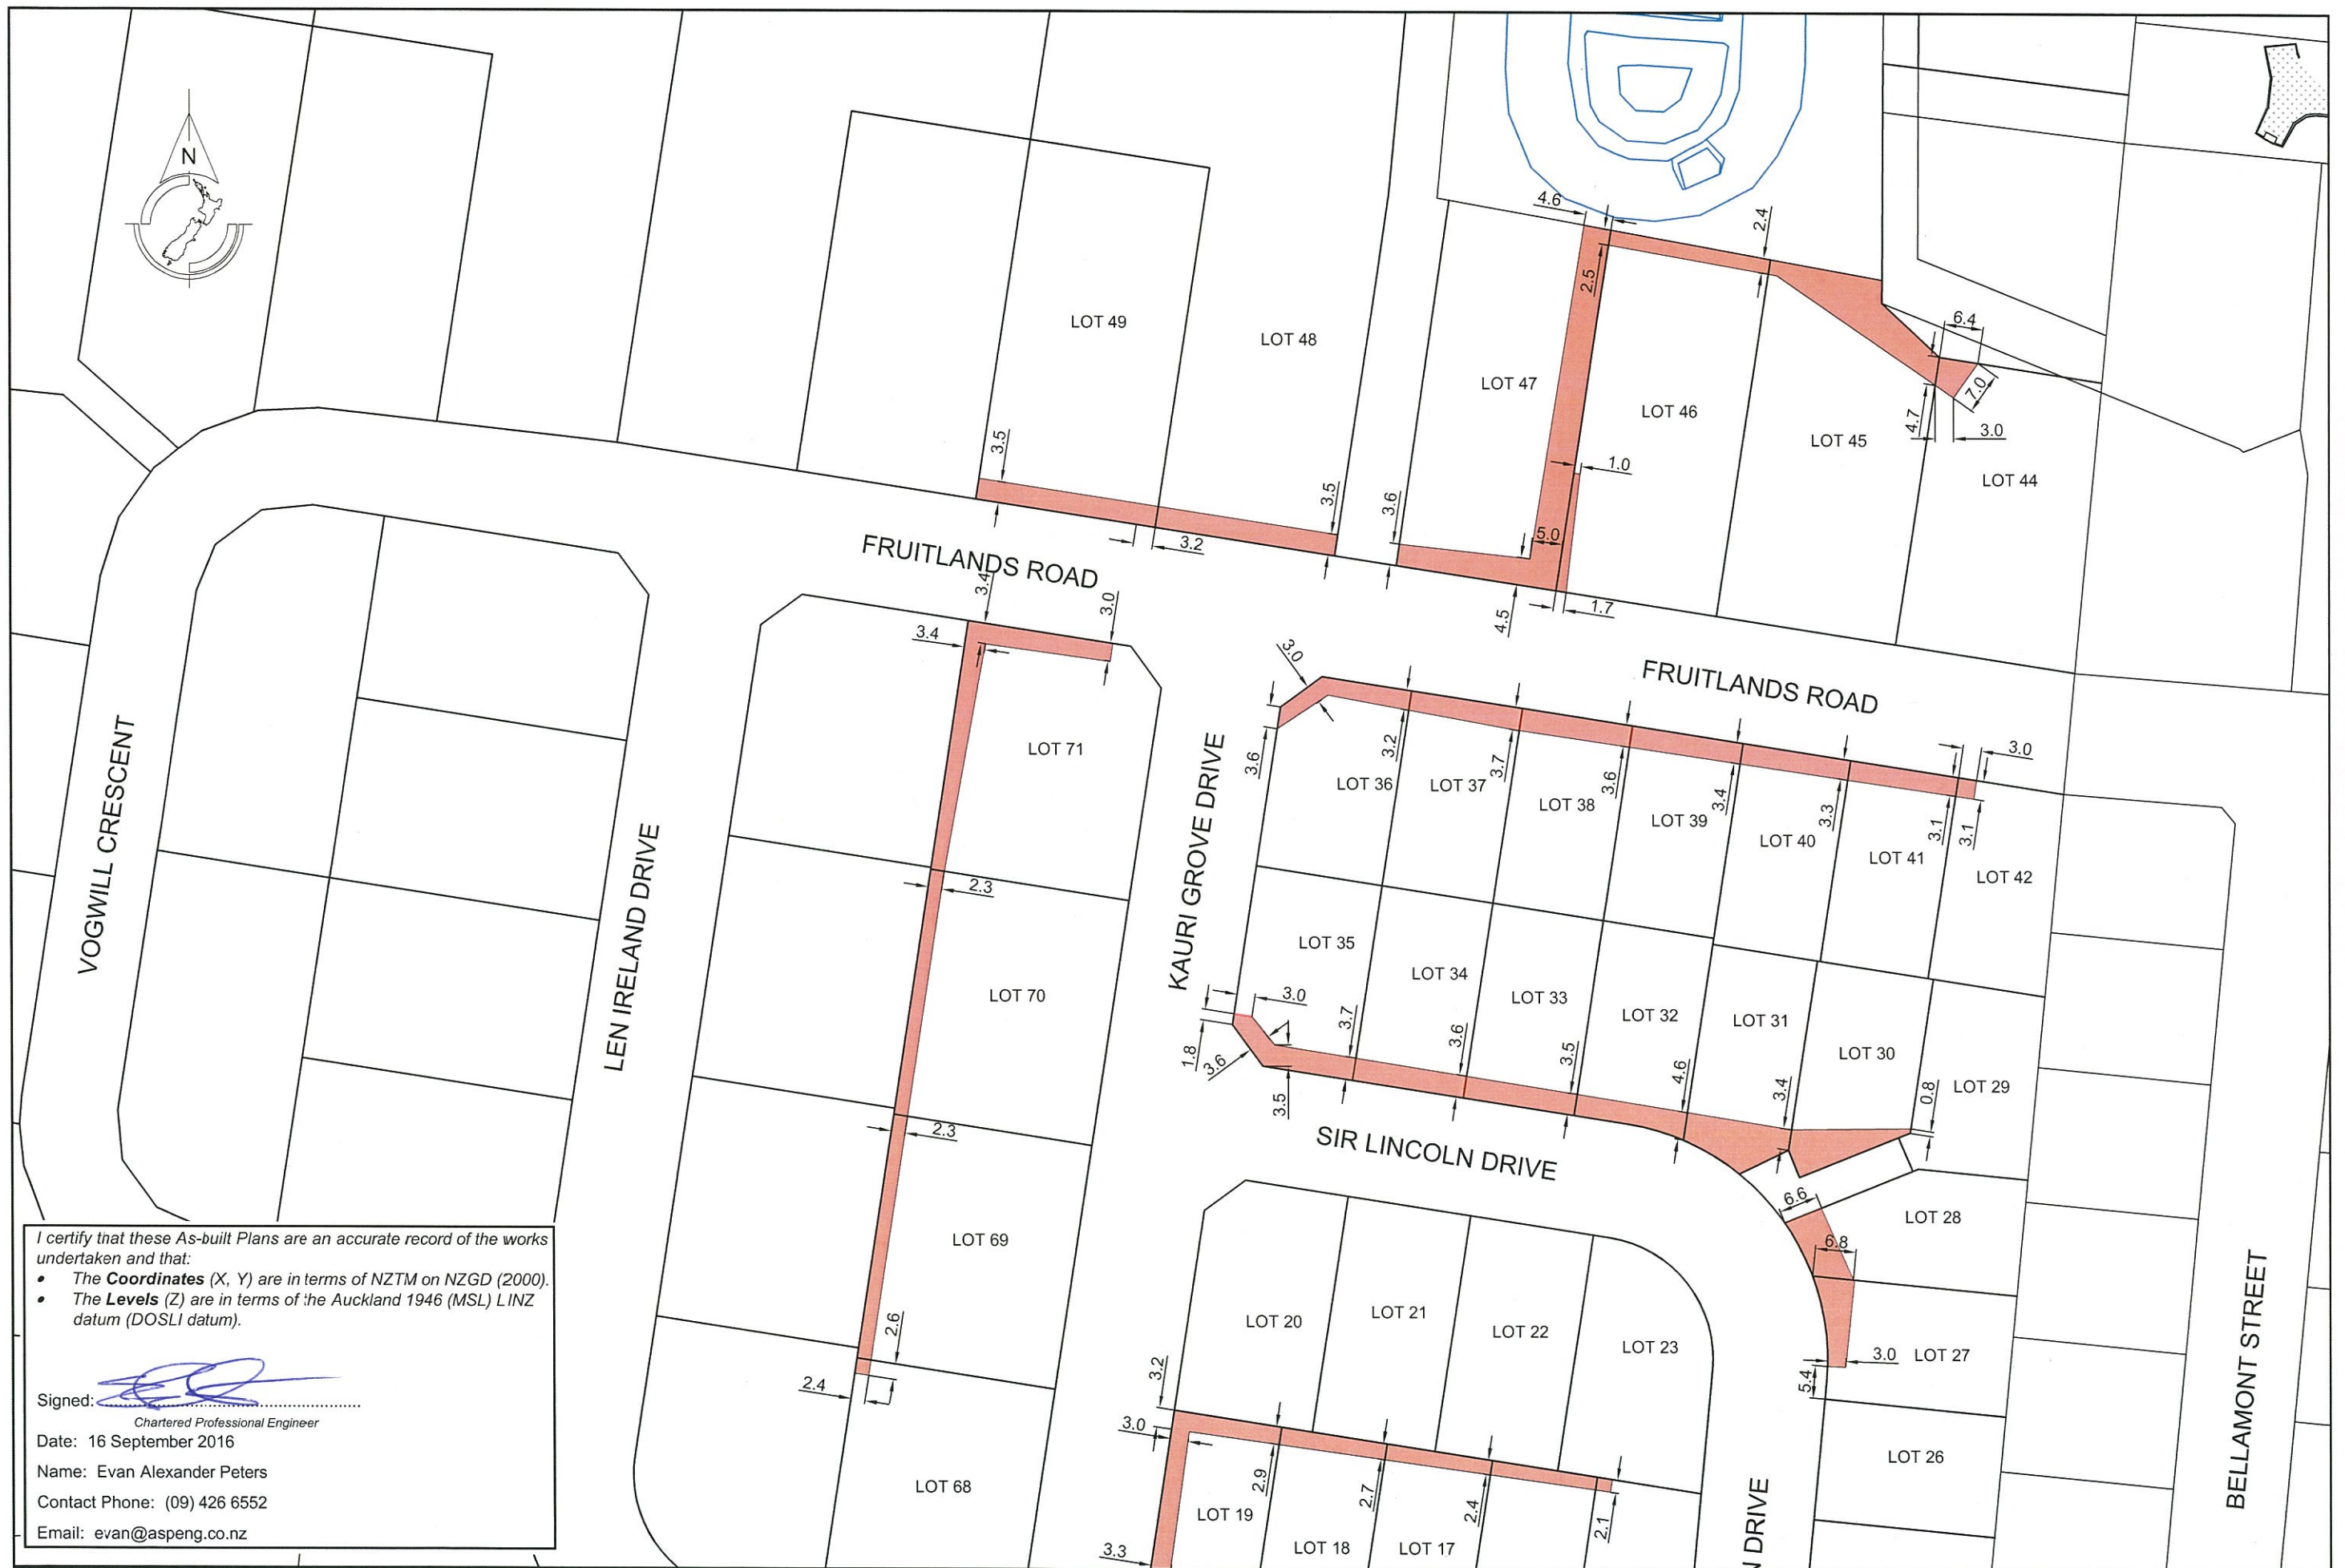 N
4.6
2.4
2.5
6.4
7.0
4.7
3.0
LOT 49
LOT 48
LOT 47
LOT 46
LOT 45
LOT 44
3.5
3.5
3.6
1.0
5.0
3.2
4.5
1.7
FRUITLANDS ROAD
FRUITLANDS ROAD
3.4
3.0
3.4
3.0
3.6
LOT 71
LOT 36
3.2
LOT 37
3.7
LOT 38
3.6
LOT 39
3.4
LOT 40
3.3
LOT 41
3.1
3.1
3.0
LOT 42
VOGWILL CRESCENT
LEN IRELAND DRIVE
KAURI GROVE DRIVE
2.3
LOT 70
LOT 35
LOT 34
LOT 33
LOT 32
LOT 31
LOT 30
LOT 29
3.0
1.8
3.6
3.5
3.7
3.6
3.5
4.6
3.4
0.8
2.3
SIR LINCOLN DRIVE
LOT 69
6.6
LOT 28
6.8
LOT 20
LOT 21
LOT 22
LOT 23
3.0
LOT 27
5.4
2.6
2.4
3.2
3.0
LOT 68
2.9
2.7
2.4
2.1
LOT 19
LOT 18
LOT 17
LOT 26
3.3
N DRIVE
BELLAMONT STREET
I certify that these As-built Plans are an accurate record of the works
undertaken and that:
• The Coordinates (X, Y) are in terms of NZTM on NZGD (2000).
• The Levels (Z) are in terms of the Auckland 1946 (MSL) LINZ
datum (DOSLI datum).
Signed:
Chartered Professional Engineer
Date: 16 September 2016
Name: Evan Alexander Peters
Contact Phone: (09) 426 6552
Email: evan@aspeng.co.nz